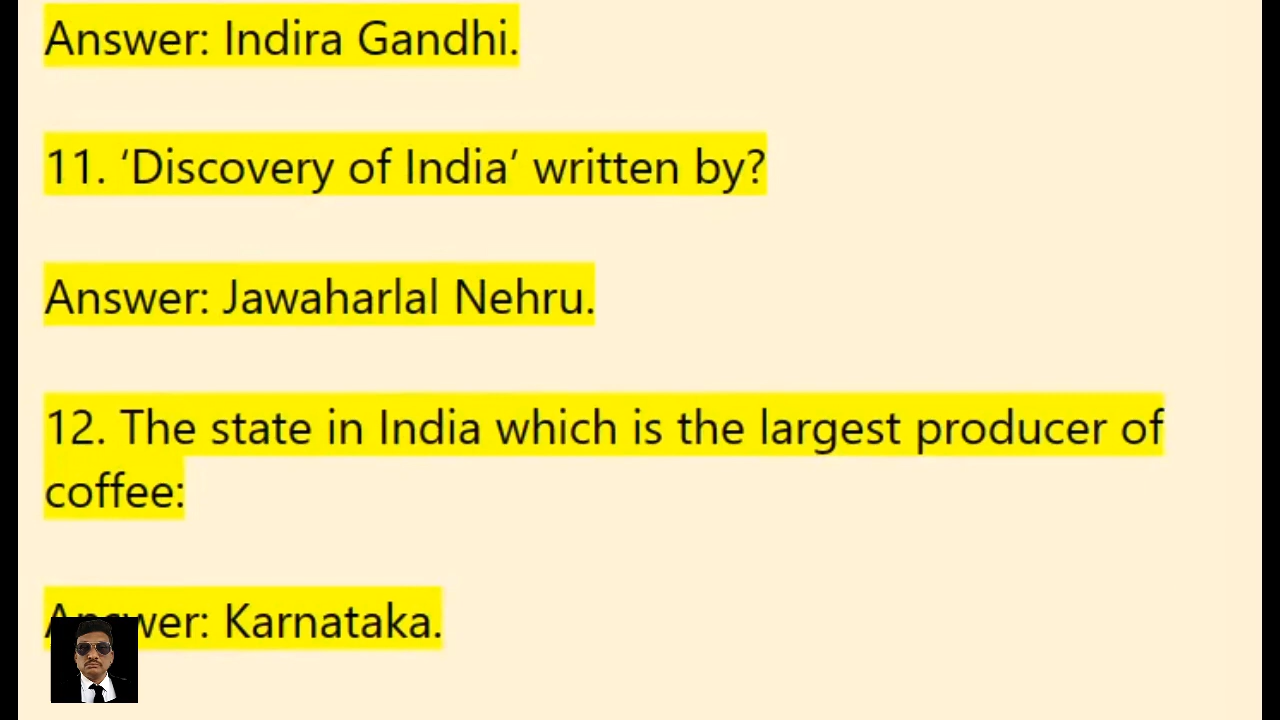 Answer: Indira Gandhi.
11. ‘Discovery of India’ written by?
Answer: Jawaharlal Nehru.
12. The state in India which is the largest producer of
coffee:
Answer: Karnataka.